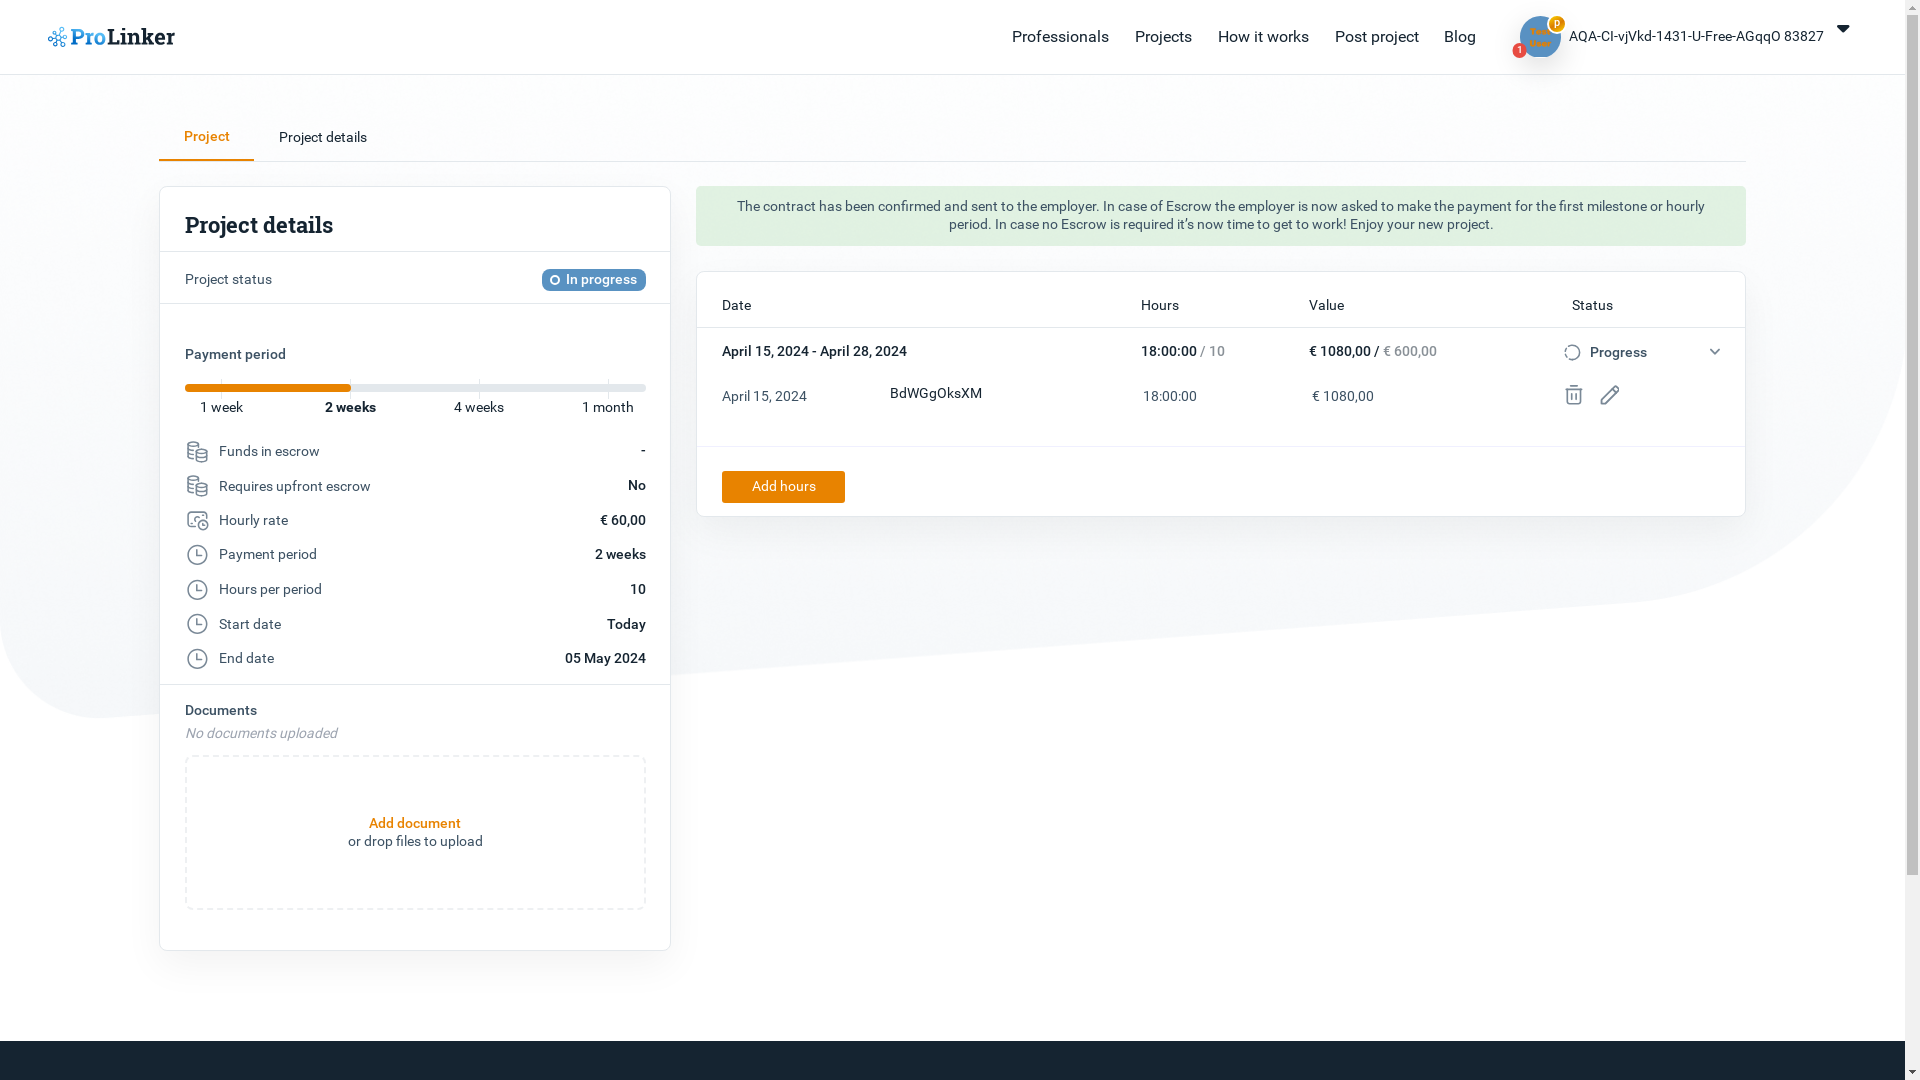 ProLinker
Professionals
Projects
How it works
Post project
Blog
P
1
AQA-CI-vjVkd-1431-U-Free-AGqqO 83827
Project
Project details
Project details
Project status
In progress
Payment period
1 week
2 weeks
4 weeks
1 month
Funds in escrow
-
Requires upfront escrow
No
Hourly rate
€ 60,00
Payment period
2 weeks
Hours per period
10
Start date
Today
End date
05 May 2024
Documents
No documents uploaded
Add document
or drop files to upload
The contract has been confirmed and sent to the employer. In case of Escrow the employer is now asked to make the payment for the first milestone or hourly
period. In case no Escrow is required it’s now time to get to work! Enjoy your new project.
Date
Hours
Value
Status
April 15, 2024 - April 28, 2024
18:00:00 / 10
€ 1080,00 / € 600,00
Progress
April 15, 2024
BdWGgOksXM
18:00:00
€ 1080,00
Add hours